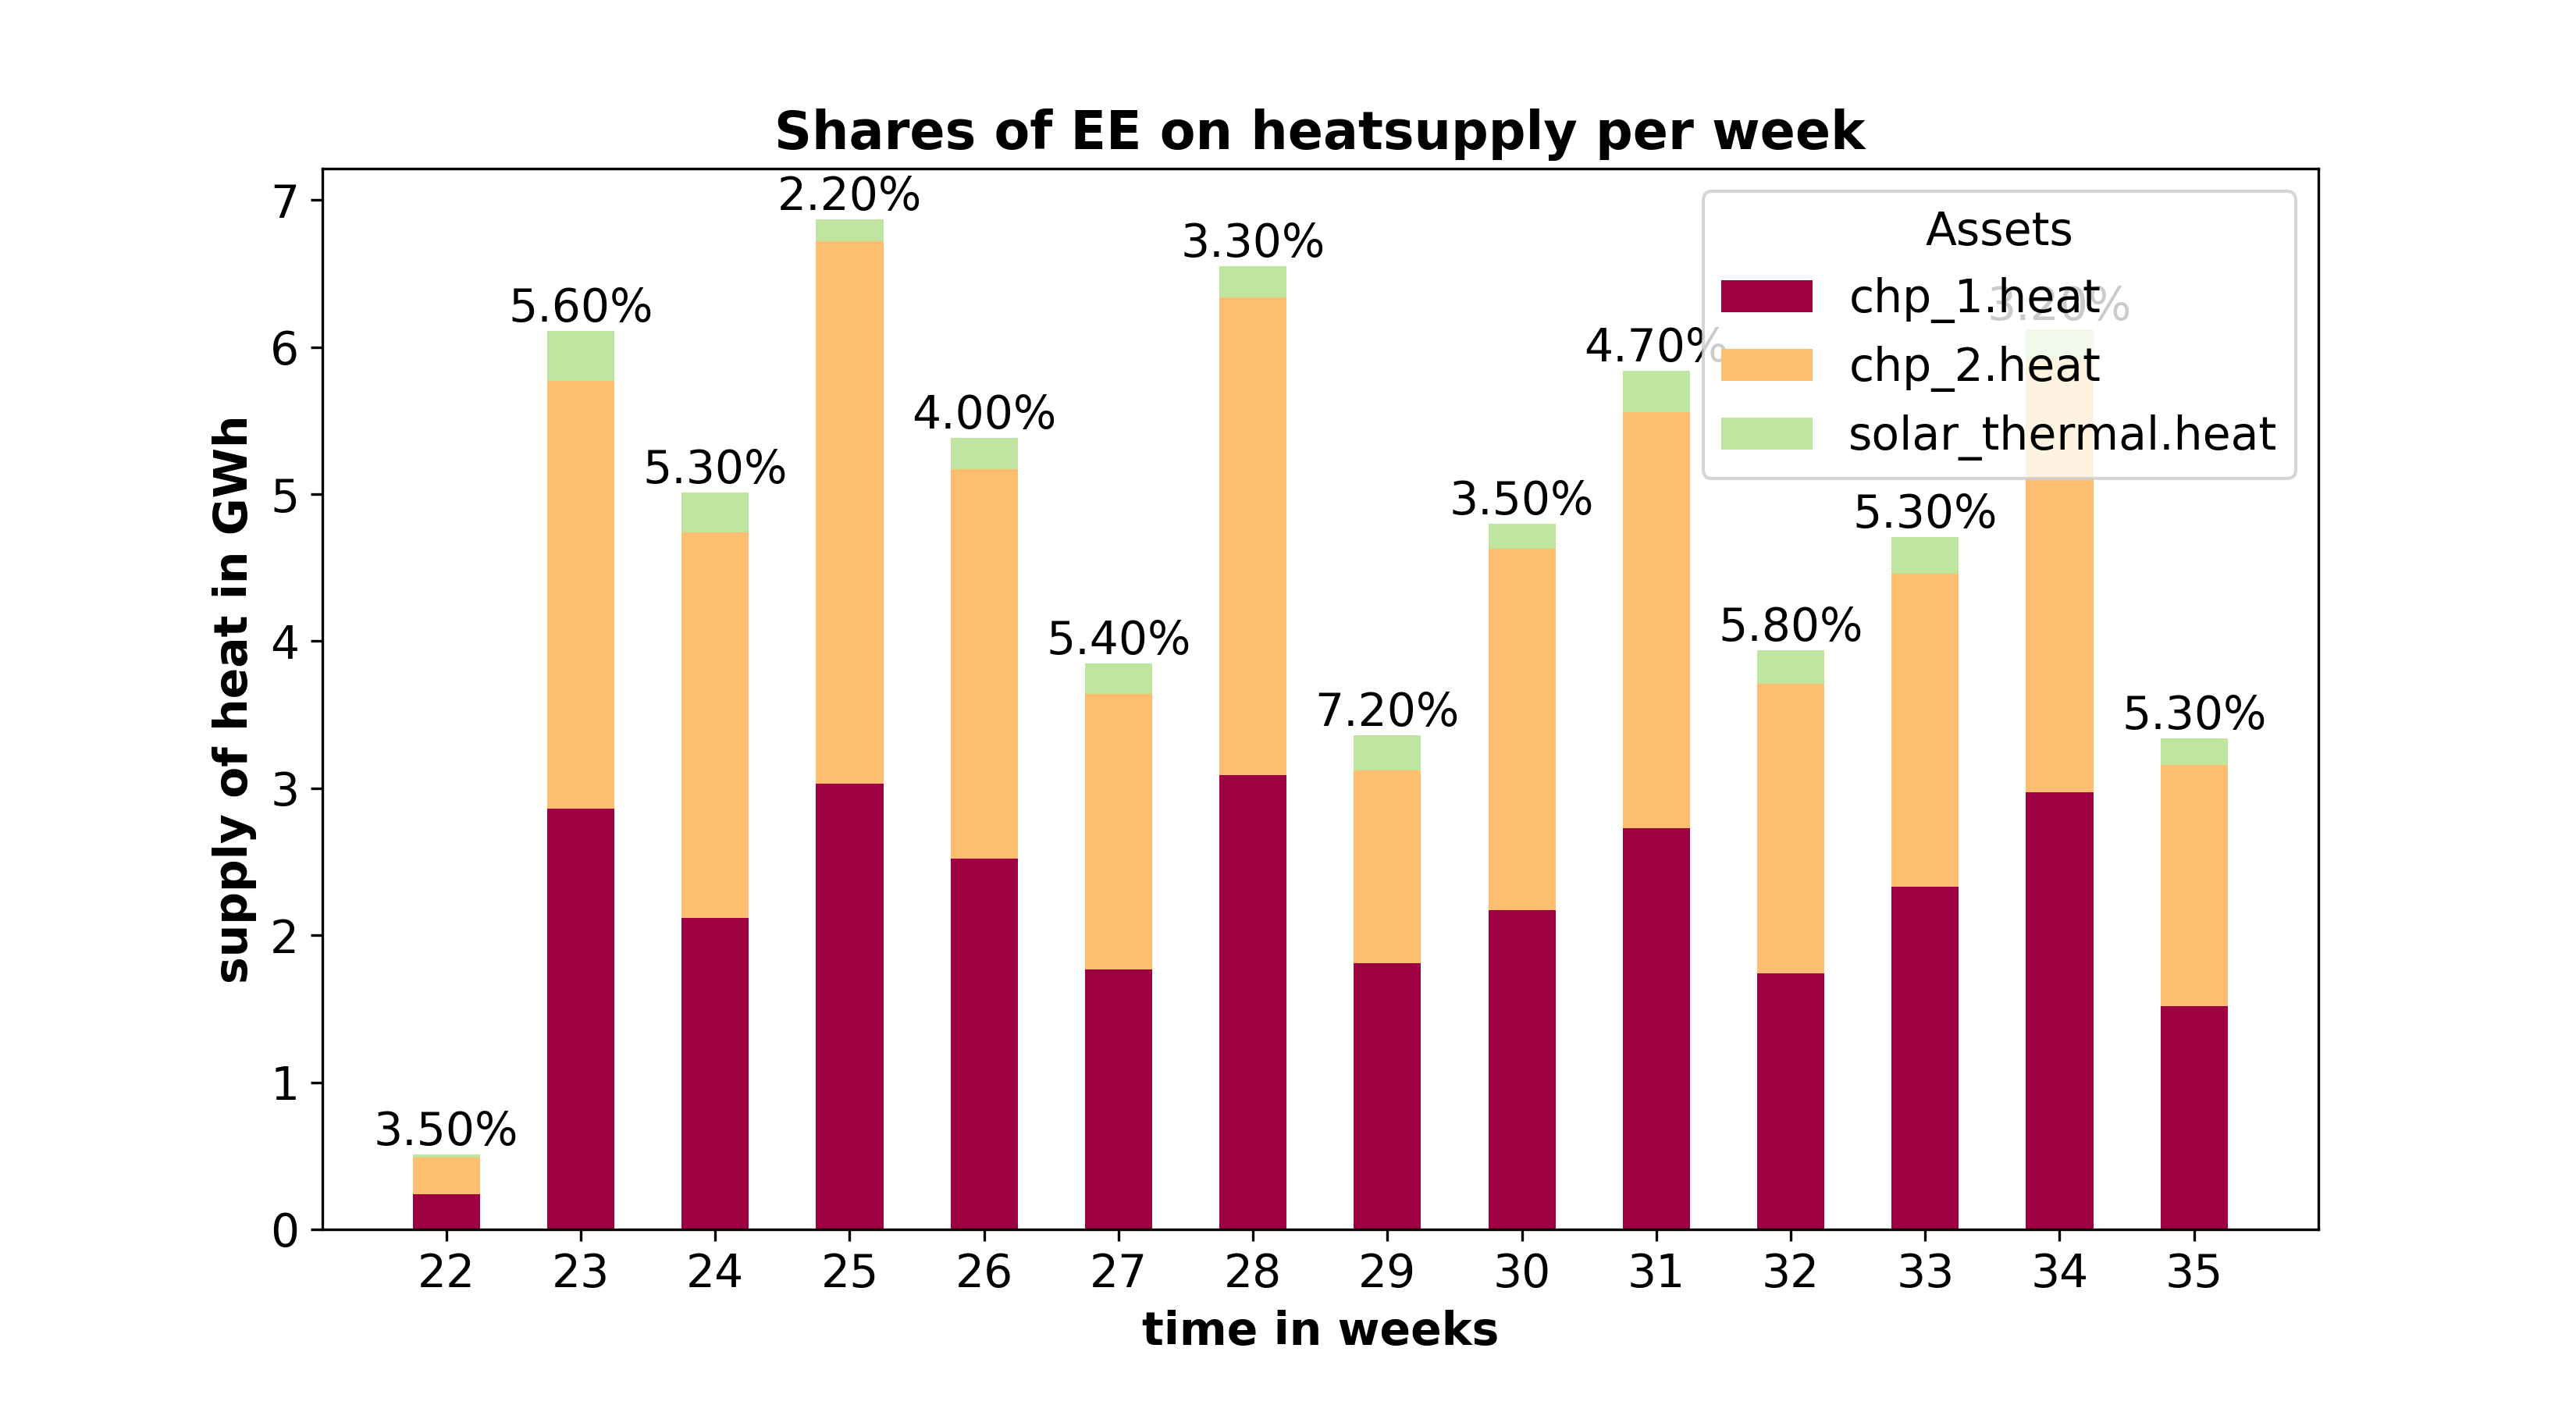 Shares of EE on heatsupply per week
supply of heat in GWh
7
6
5
4
3
2
1
0
3.50%
5.60%
5.30%
2.20%
4.00%
5.40%
3.30%
7.20%
3.50%
4.70%
5.80%
5.30%
3.20%
5.30%
Assets
chp_1.heat
chp_2.heat
solar_thermal.heat
22 23 24 25 26 27 28 29 30 31 32 33 34 35
time in weeks